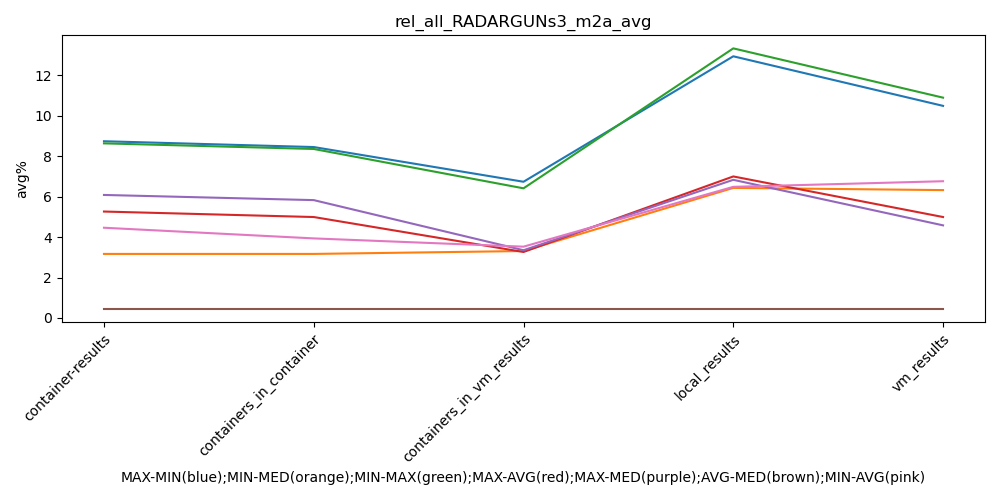 rel_all_RADARGUNs3_m2a_avg
avg%
12
10
8
6
4
2
0
container-results
containers_in_container
containers_in_vm_results
local_results
vm_results
MAX-MIN(blue);MIN-MED(orange);MIN-MAX(green);MAX-AVG(red);MAX-MED(purple);AVG-MED(brown);MIN-AVG(pink)